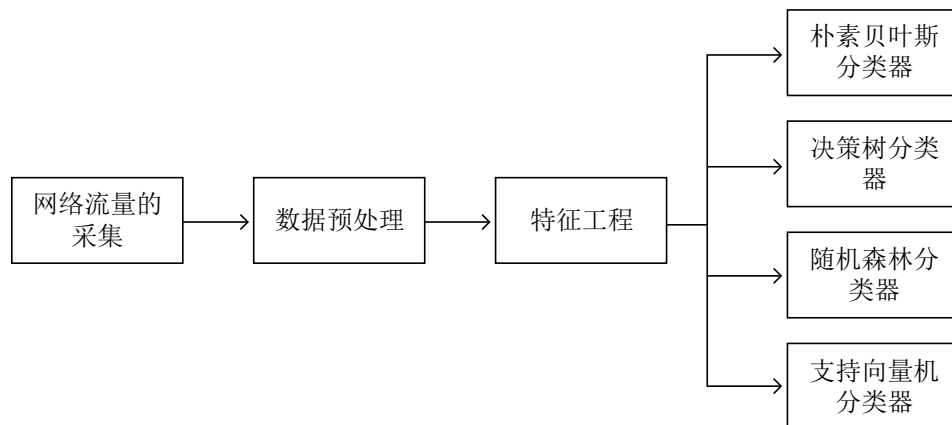 网络流量的
采集
数据预处理
特征工程
朴素贝叶斯
分类器
决策树分类
器
随机森林分
类器
支持向量机
分类器